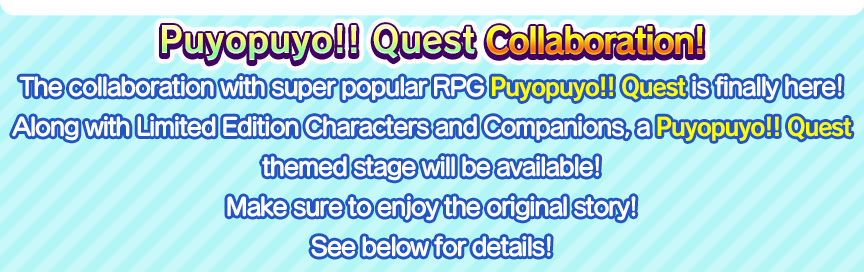 Puyopuyo!! Quest Collaboration!
The collaboration with super popular RPG Puyopuyo!! Quest is finally here!
Along with Limited Edition Characters and Companions, a Puyopuyo!! Quest
themed stage will be available!
Make sure to enjoy the original story!
See below for details!